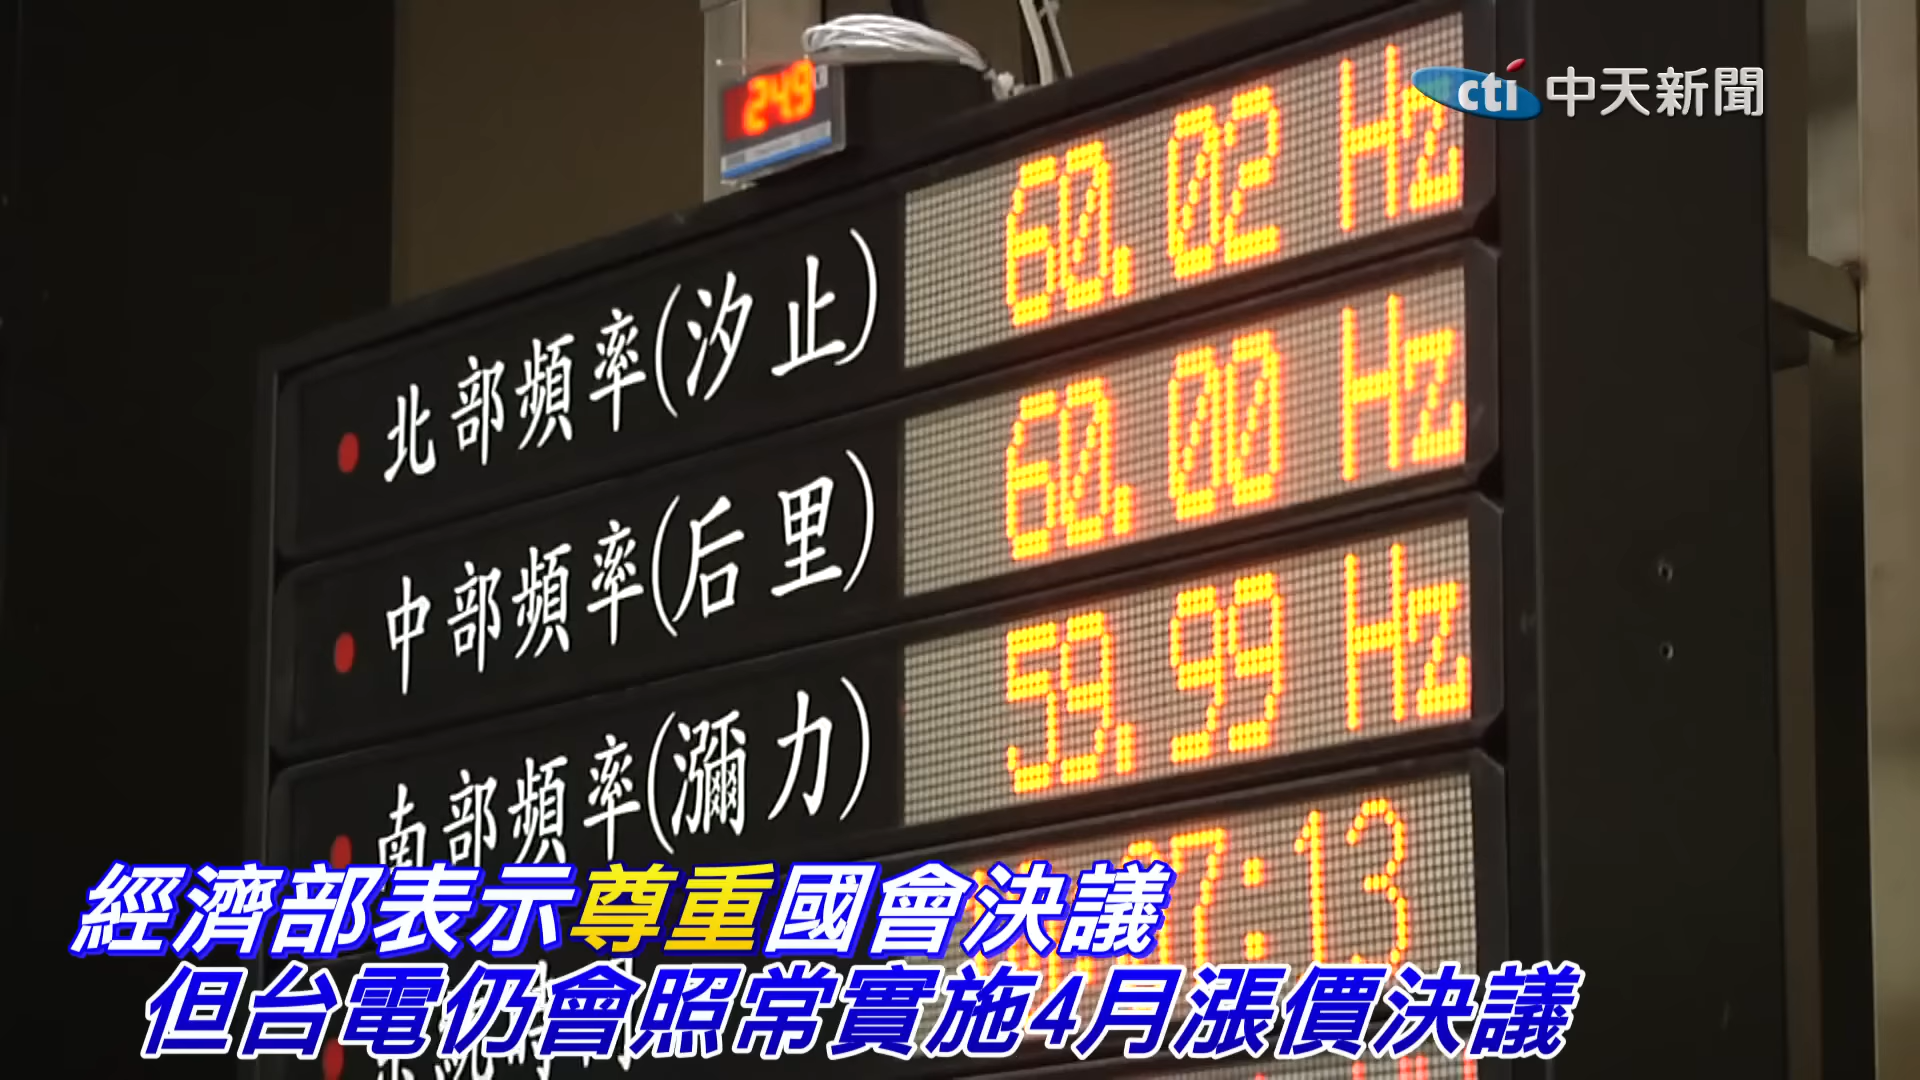 249
cti 中天新聞
北部頻率(汐止) 60.02 Hz
中部頻率(后里) 60.00 Hz
南部頻率(瀰力) 59.99 Hz
07:13
經濟部表示尊重國會決議
但台電仍會照常實施4月漲價決議